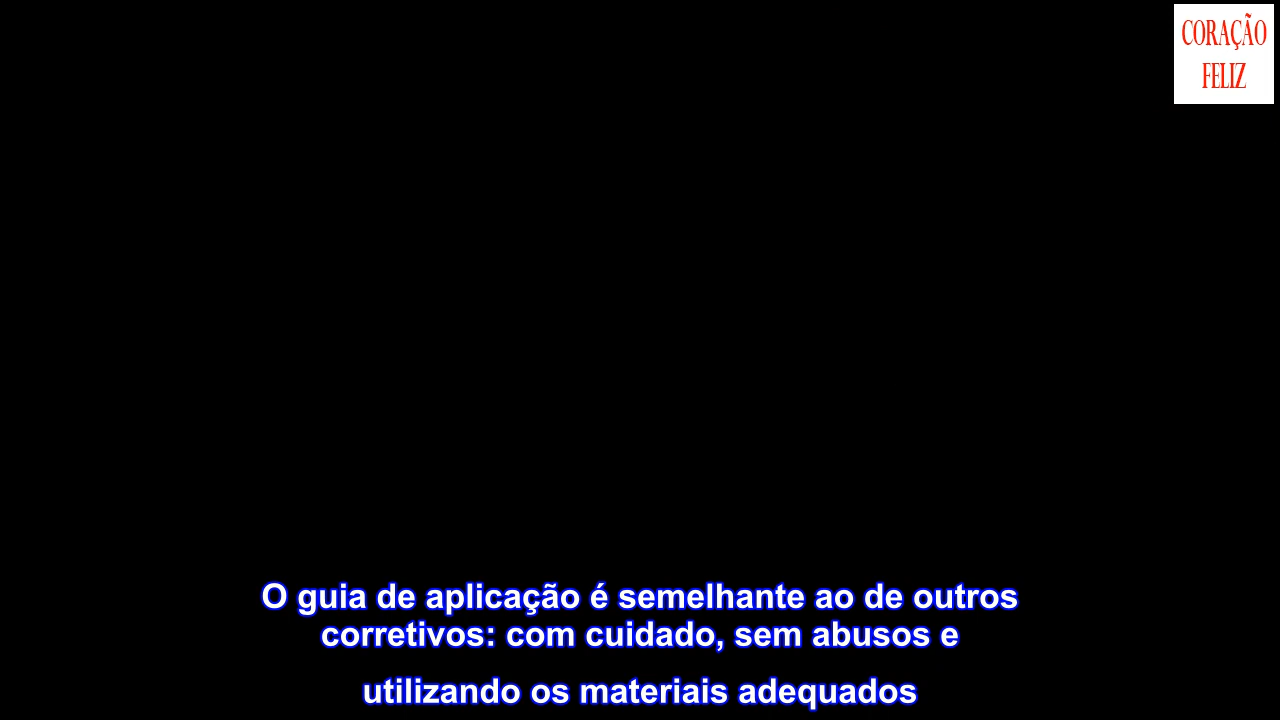 CORAÇÃO
FELIZ
O guia de aplicação é semelhante ao de outros
corretivos: com cuidado, sem abusos e
utilizando os materiais adequados